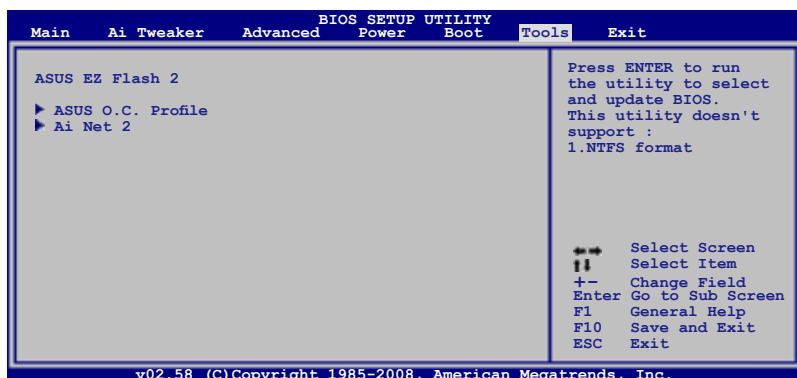 BIOS SETUP UTILITY
Main Ai Tweaker Advanced Power Boot Tools Exit
ASUS EZ Flash 2
ASUS O.C. Profile
Ai Net 2
Press ENTER to run
the utility to select
and update BIOS.
This utility doesn't
support :
1.NTFS format
Select Screen
Select Item
+- Change Field
Enter Go to Sub Screen
F1 General Help
F10 Save and Exit
ESC Exit
v02.58 (C)Copyright 1985-2008, American Megatrends, Inc.